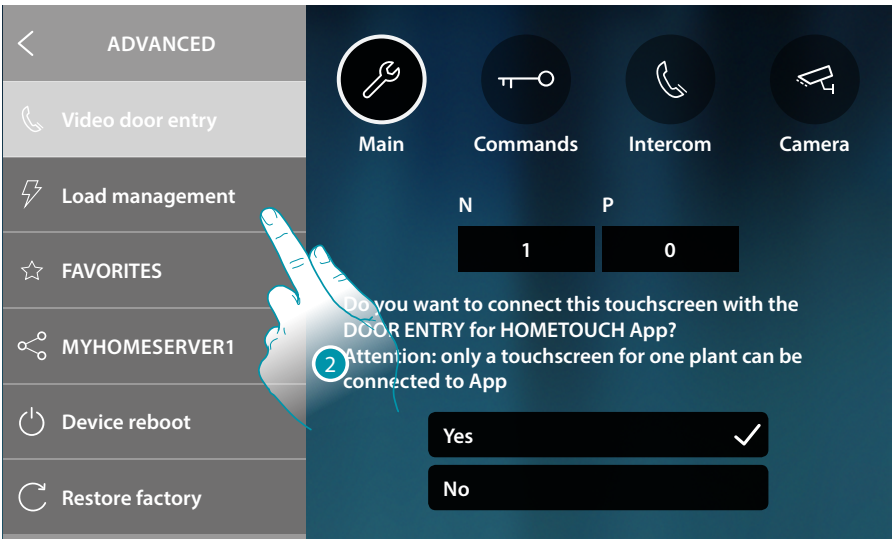 ADVANCED
Video door entry
Load management
FAVORITES
MYHOMESERVER1
Device reboot
Restore factory
Main
Commands
Intercom
Camera
N
P
1
0
Do you want to connect this touchscreen with the
DOOR ENTRY for HOMETOUCH App?
Attention: only a touchscreen for one plant can be
connected to App
2
Yes
No